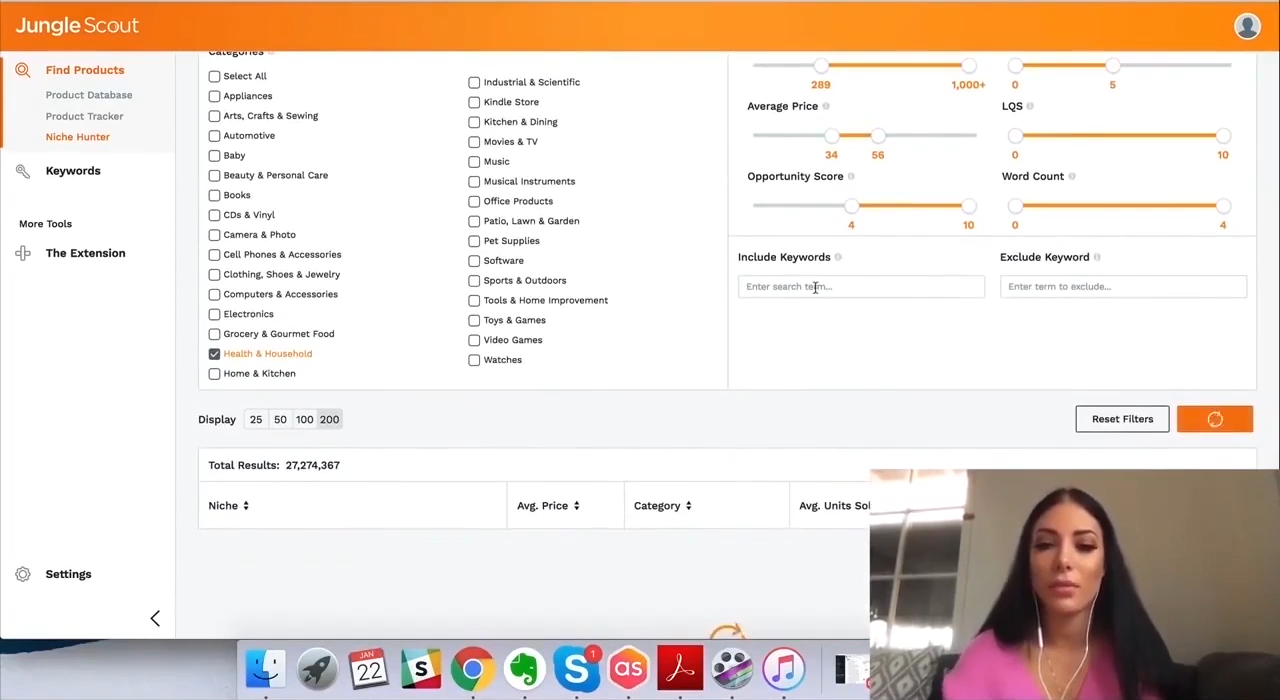 Jungle Scout
Find Products
Product Database
Product Tracker
Niche Hunter
Keywords
More Tools
The Extension
Settings
Categories
Select All
Appliances
Arts, Crafts & Sewing
Automotive
Baby
Beauty & Personal Care
Books
CDs & Vinyl
Camera & Photo
Cell Phones & Accessories
Clothing, Shoes & Jewelry
Computers & Accessories
Electronics
Grocery & Gourmet Food
Health & Household
Home & Kitchen
Industrial & Scientific
Kindle Store
Kitchen & Dining
Movies & TV
Music
Musical Instruments
Office Products
Patio, Lawn & Garden
Pet Supplies
Software
Sports & Outdoors
Tools & Home Improvement
Toys & Games
Video Games
Watches
289 1,000+ 0 5
Average Price LQS
34 56 0 10
Opportunity Score Word Count
4 10 0 4
Include Keywords Exclude Keyword
Enter search term... Enter term to exclude...
Display 25 50 100 200 Reset Filters
Total Results: 27,274,367
Niche Avg. Price Category Avg. Units Sol
JAN
22
S
S 1
as